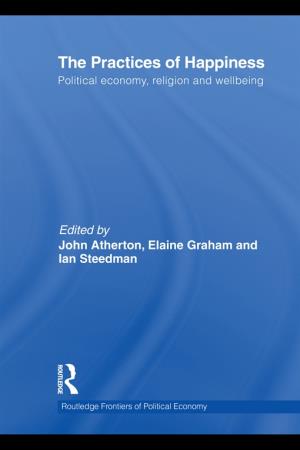 The Practices of Happiness
Political economy, religion and wellbeing
Edited by
John Atherton, Elaine Graham and
Ian Steedman
ROUTLEDGE
Routledge Frontiers of Political Economy